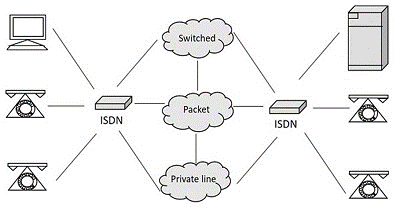 Switched
Packet
ISDN
ISDN
Private line